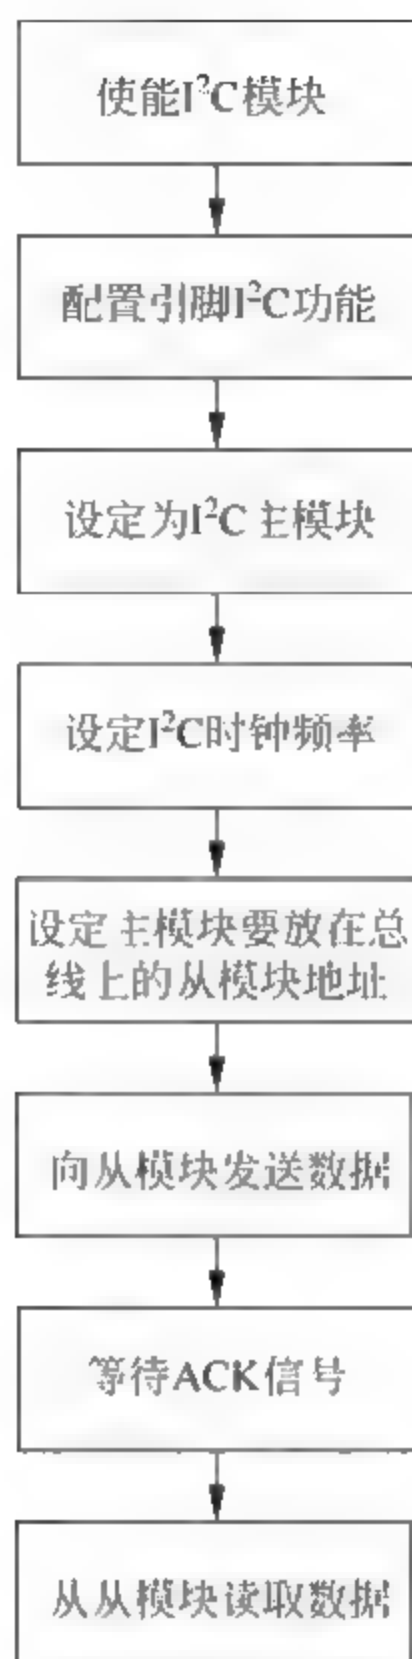 使能I²C模块
配置引脚I²C功能
设定为I²C主模块
设定I²C时钟频率
设定主模块要放在总
线上的从模块地址
向从模块发送数据
等待ACK信号
从从模块读取数据